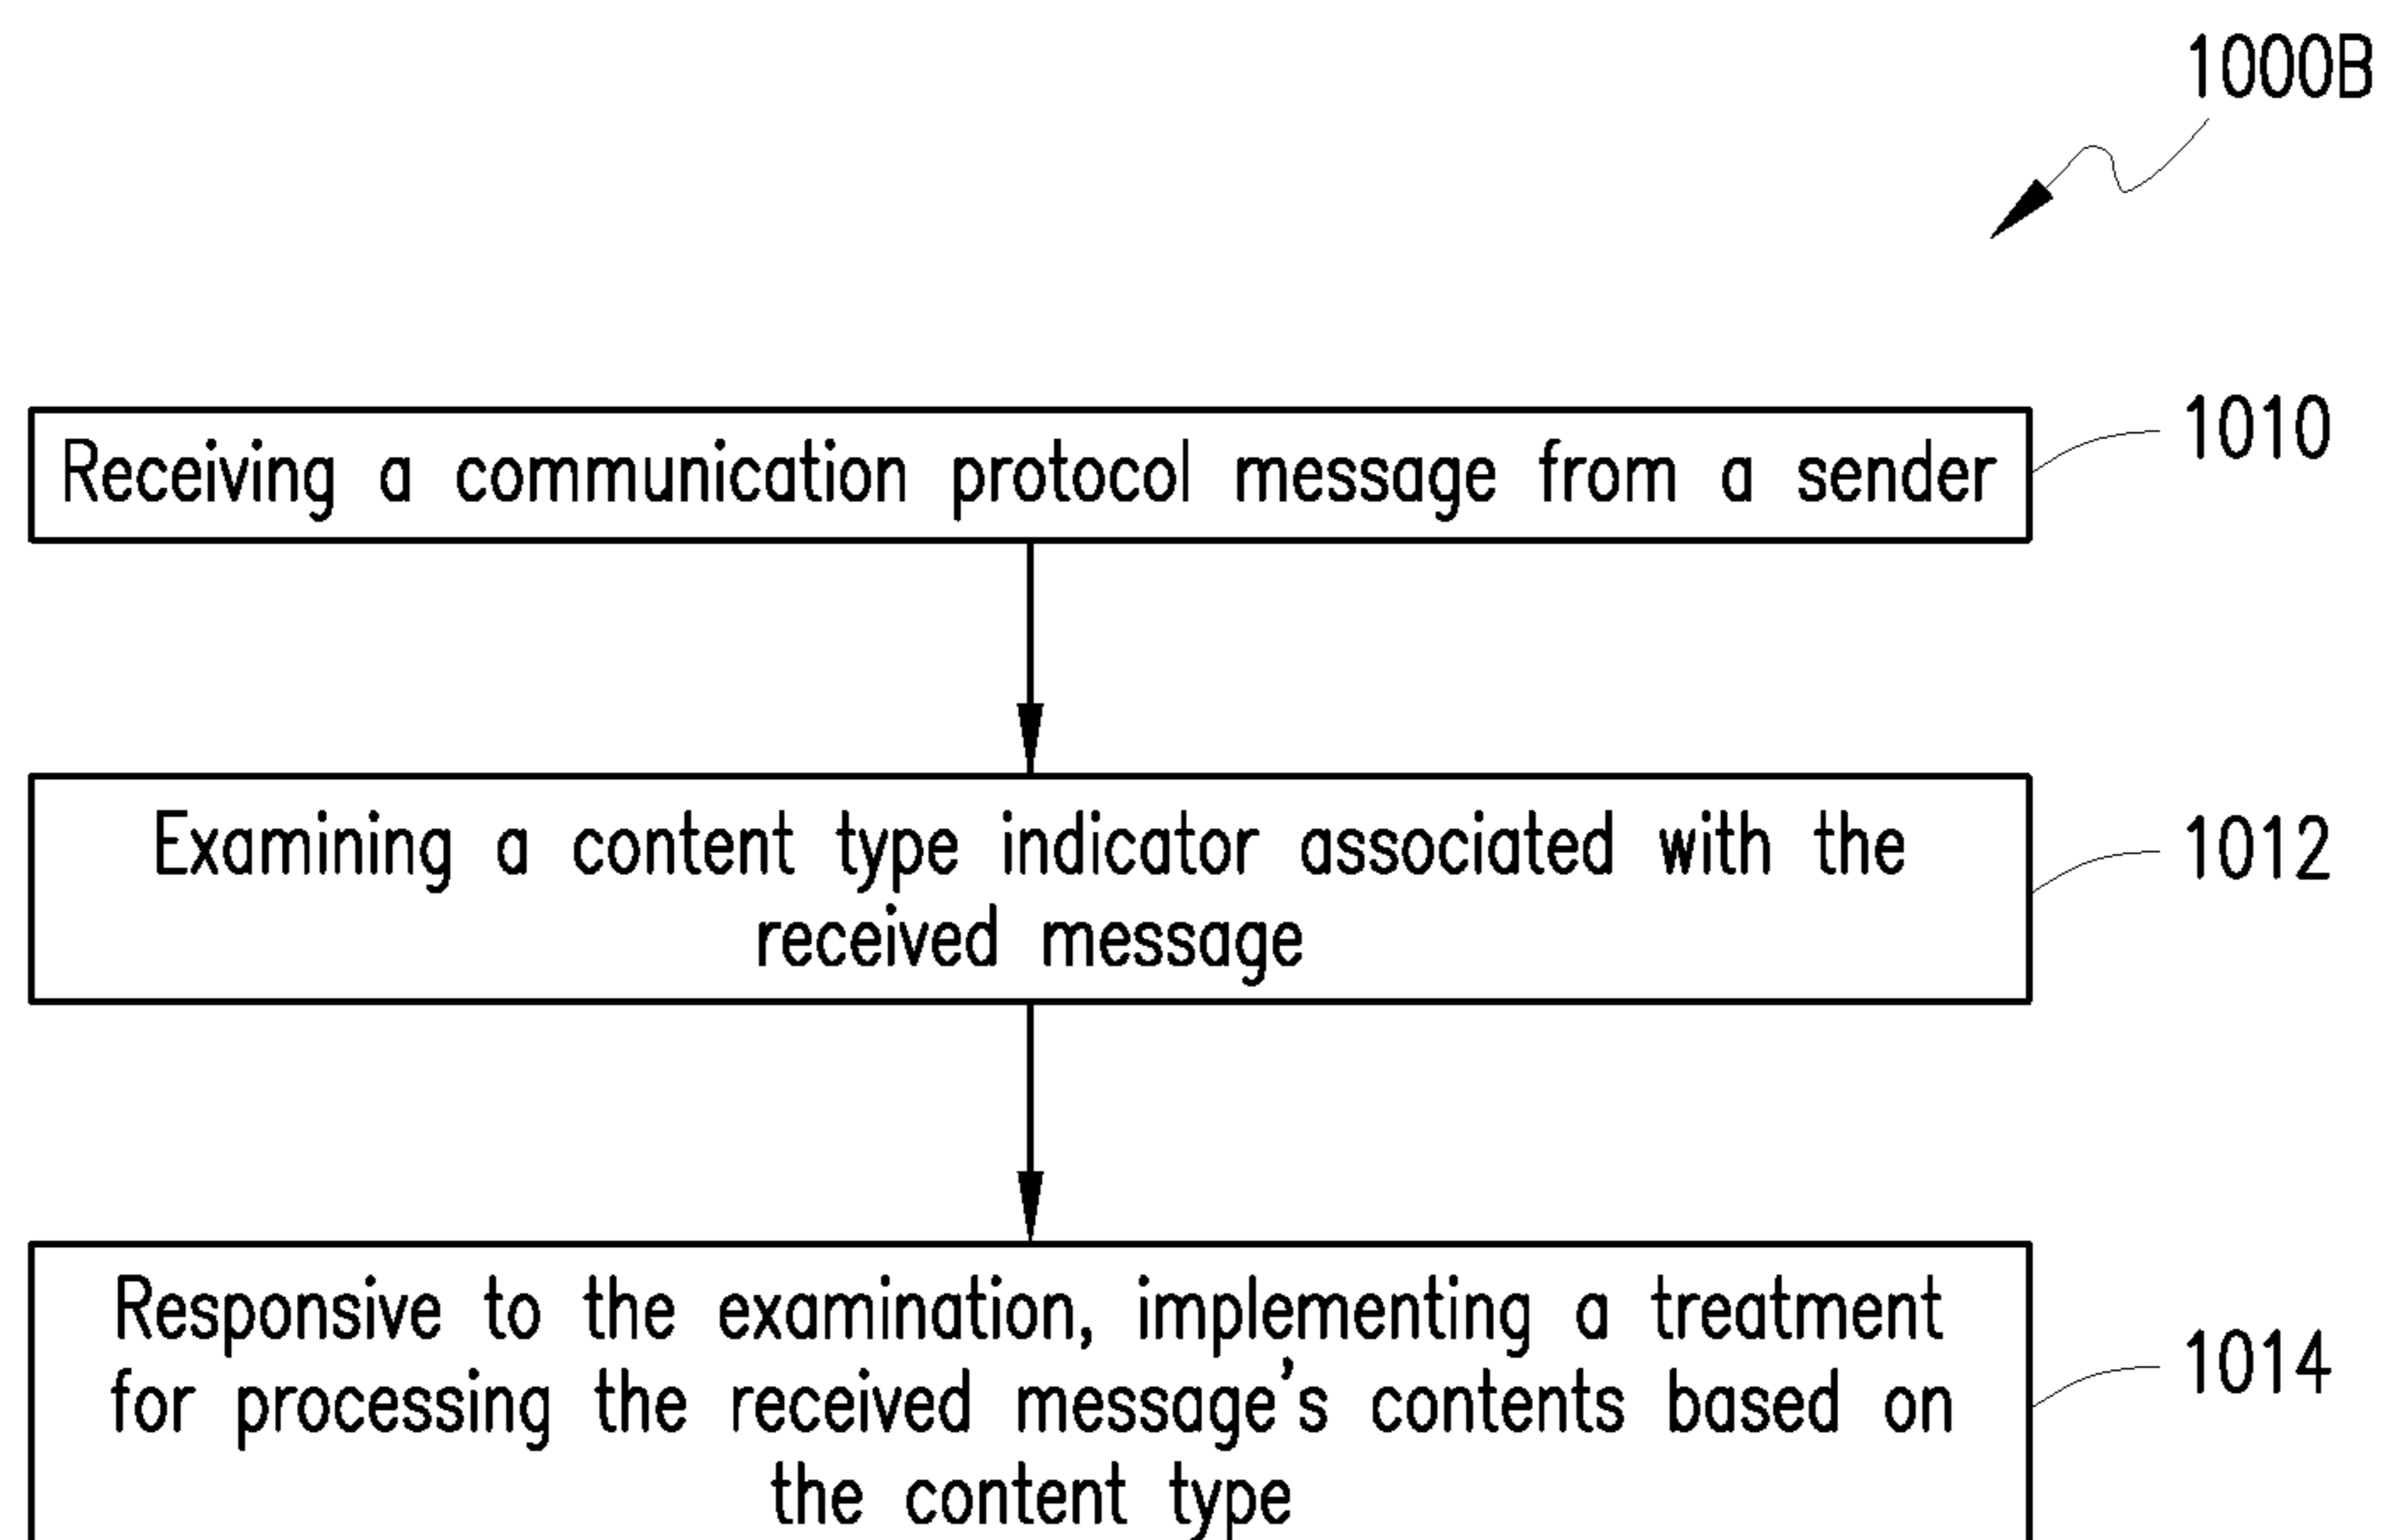 1000B
Receiving a communication protocol message from a sender
1010
Examining a content type indicator associated with the
received message
1012
Responsive to the examination, implementing a treatment
for processing the received message's contents based on
the content type
1014